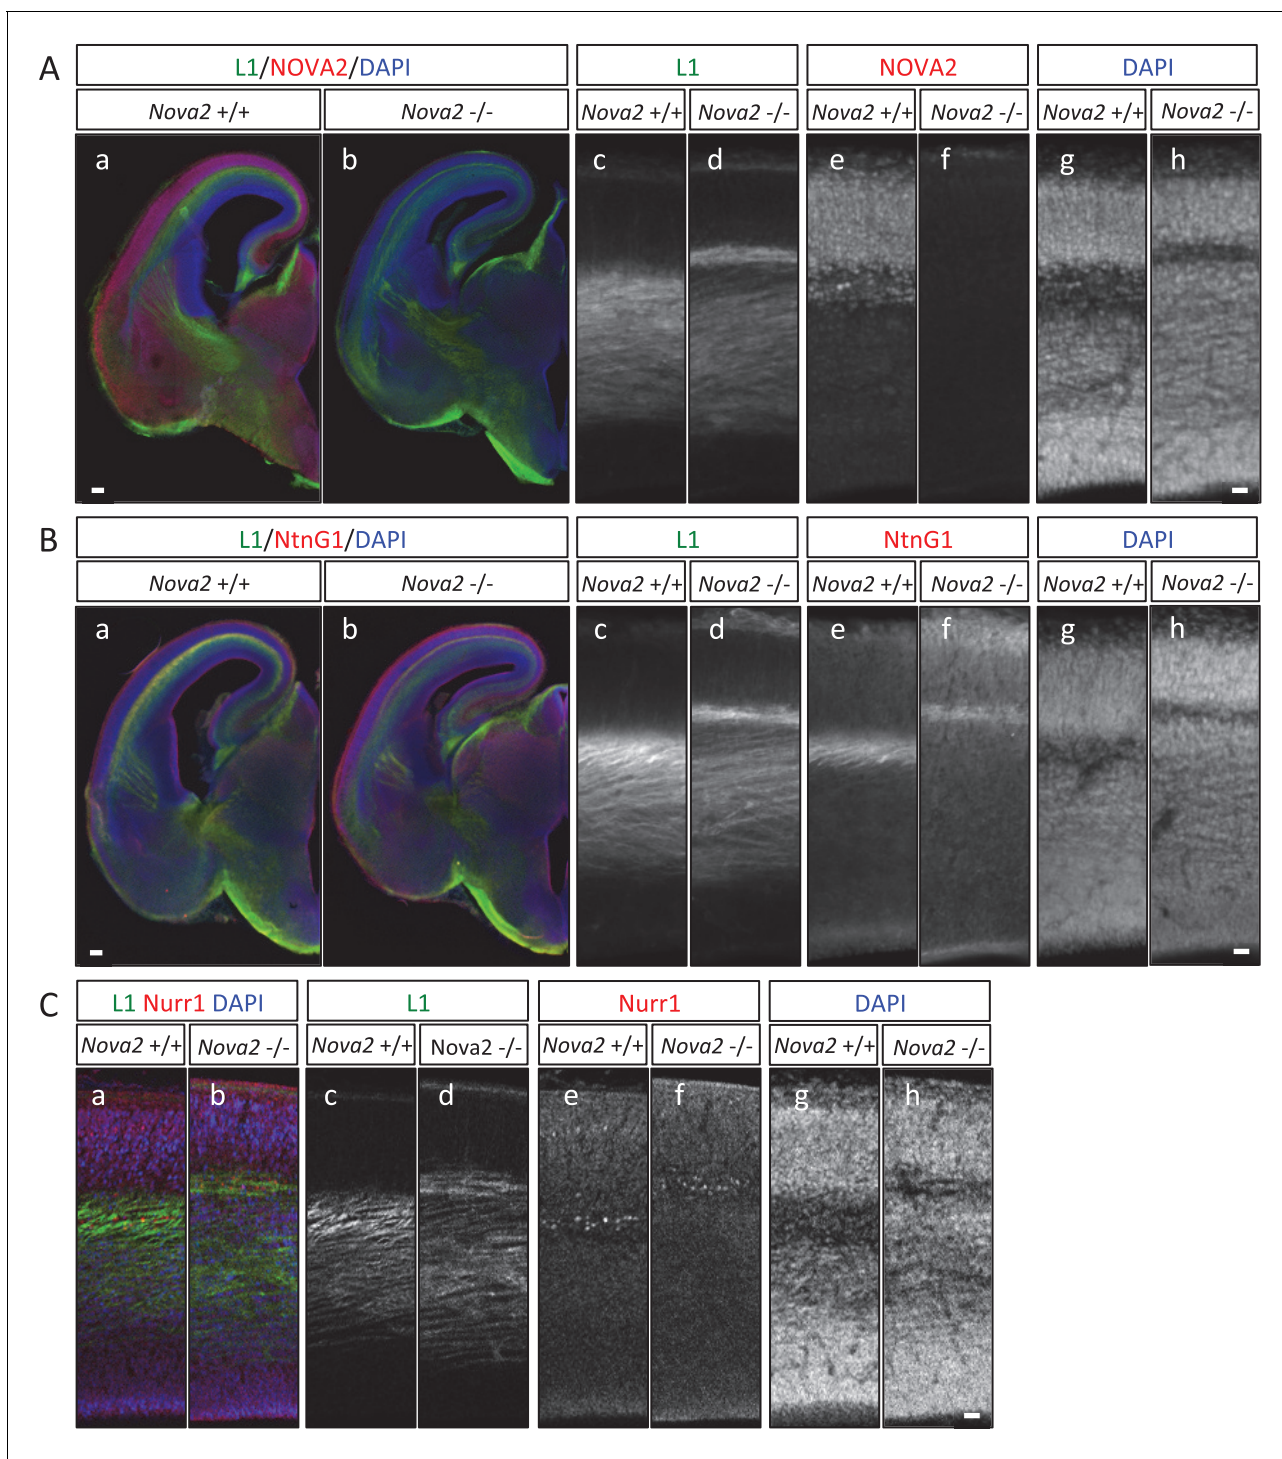 A
L1/NOVA2/DAPI
L1
NOVA2
DAPI
Nova2 +/+
Nova2 -/-
Nova2 +/+
Nova2 -/-
Nova2 +/+
Nova2 -/-
Nova2 +/+
Nova2 -/-
a
b
c
d
e
f
g
h
B
L1/NtnG1/DAPI
L1
NtnG1
DAPI
Nova2 +/+
Nova2 -/-
Nova2 +/+
Nova2 -/-
Nova2 +/+
Nova2 -/-
Nova2 +/+
Nova2 -/-
a
b
c
d
e
f
g
h
C
L1 Nurr1 DAPI
L1
Nurr1
DAPI
Nova2 +/+
Nova2 -/-
Nova2 +/+
Nova2 -/-
Nova2 +/+
Nova2 -/-
Nova2 +/+
Nova2 -/-
a
b
c
d
e
f
g
h